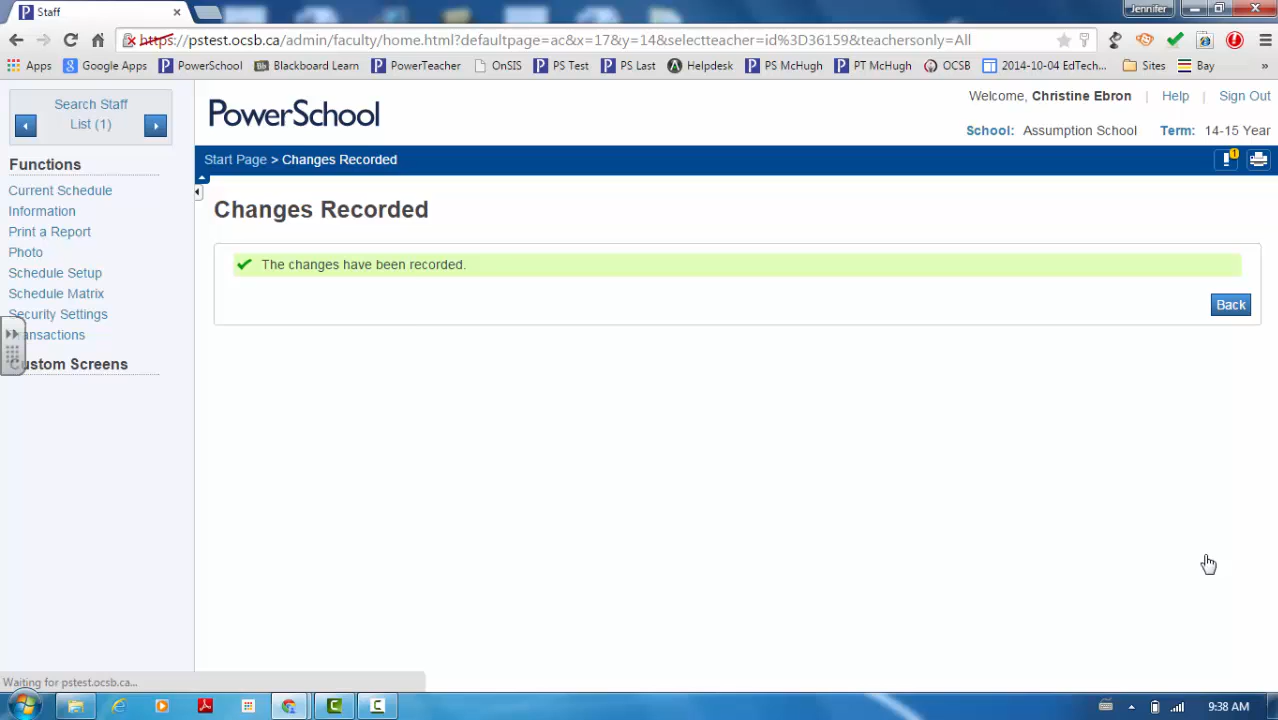 Staff
Jennifer
https://pstest.ocsb.ca/admin/faculty/home.html?defaultpage=ac&x=17&y=14&selectteacher=id%3D36159&teachersonly=All
Apps Google Apps PowerSchool Blackboard Learn PowerTeacher OnSIS PS Test PS Last Helpdesk PS McHugh PT McHugh OCSB 2014-10-04 EdTech... Sites Bay »
Search Staff
List (1)
PowerSchool
Welcome, Christine Ebron | Help | Sign Out
School: Assumption School Term: 14-15 Year
Start Page > Changes Recorded
1
Functions
Current Schedule
Information
Print a Report
Photo
Schedule Setup
Schedule Matrix
Security Settings
ansactions
ustom Screens
Changes Recorded
The changes have been recorded.
Back
Waiting for pstest.ocsb.ca...
9:38 AM